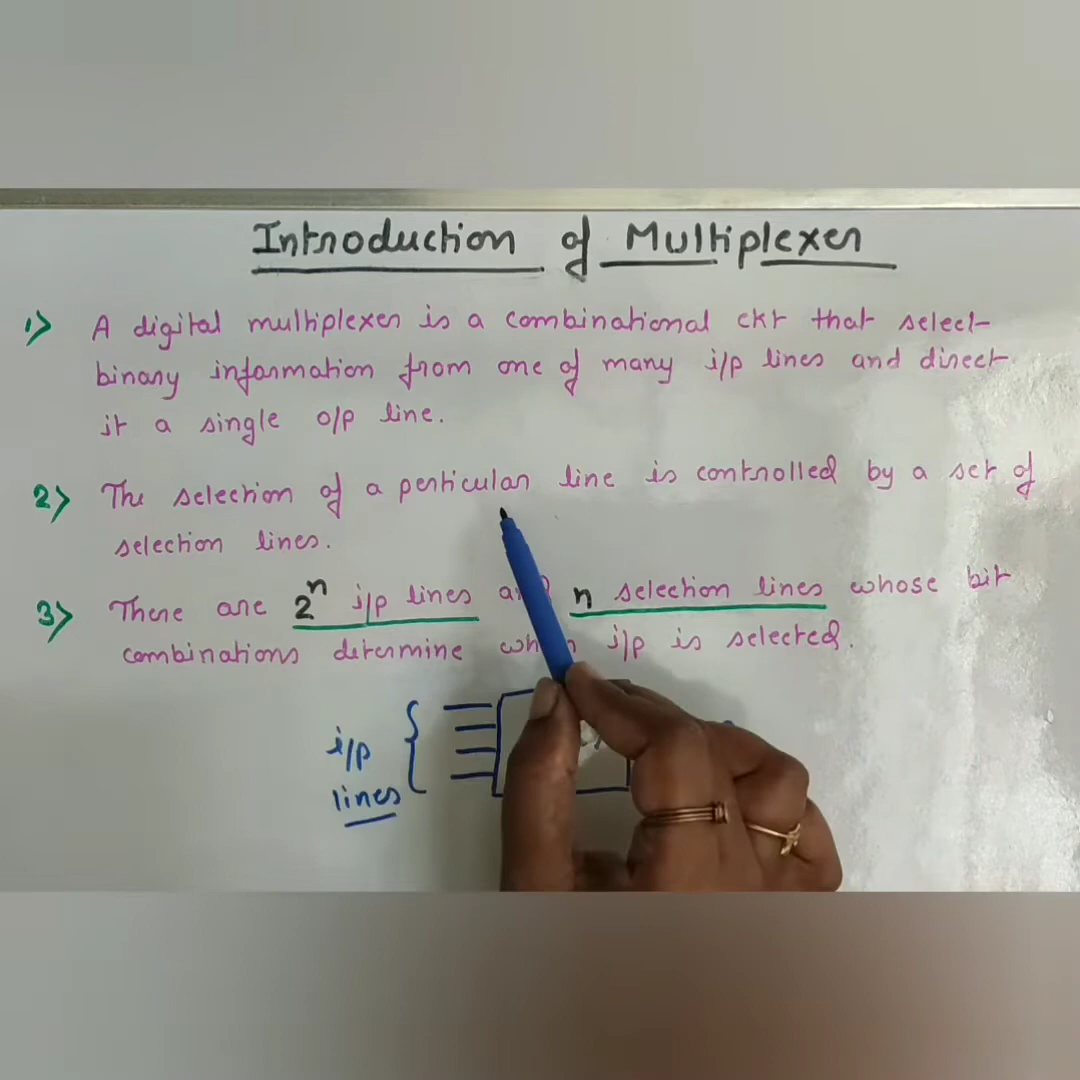 Introduction of Multiplexer
1) A digital multiplexer is a combinational ckt that select
binary information from one of many i/p lines and direct
it a single o/p line.
2) The selection of a perticular line is controlled by a set of
selection lines.
3) There are 2^n i/p lines n selection lines whose bit
combinations determine i/p is selected.
i/p
lines